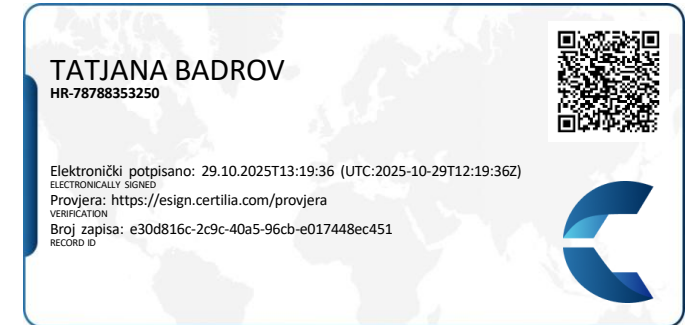 TATJANA BADROV
HR-78788353250
Elektronički potpisano: 29.10.2025T13:19:36 (UTC:2025-10-29T12:19:36Z)
ELECTRONICALLY SIGNED
Provjera: https://esign.certilia.com/provjera
VERIFICATION
Broj zapisa: e30d816c-2c9c-40a5-96cb-e017448ec451
RECORD ID